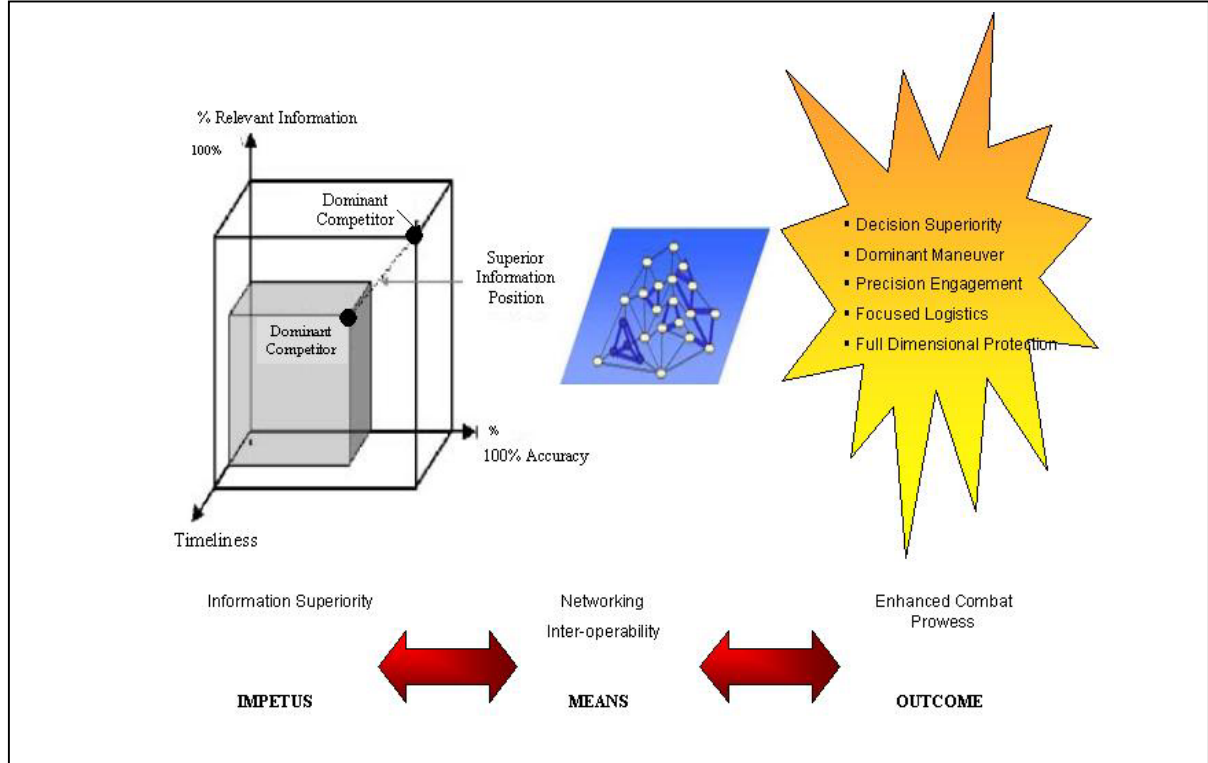 % Relevant Information
100%
Dominant
Competitor
Superior
Information
Position
Dominant
Competitor
%
100% Accuracy
Timeliness
▪ Decision Superiority
▪ Dominant Maneuver
▪ Precision Engagement
▪ Focused Logistics
▪ Full Dimensional Protection
Information Superiority
Networking
Inter-operability
Enhanced Combat
Prowess
IMPETUS
MEANS
OUTCOME